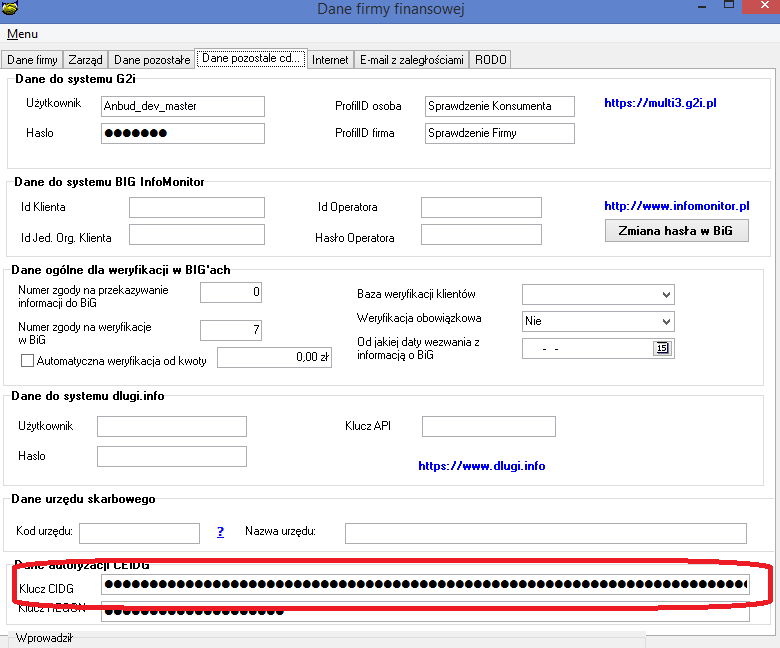 Dane firmy finansowej
Menu
Dane firmy Zarząd Dane pozostałe Dane pozostałe cd... Internet E-mail z zaległościami RODO
Dane do systemu G2i
Użytkownik Anbud_dev_master ProfilID osoba Sprawdzenie Konsumenta https://multi3.g2i.pl
Hasło ●●●●●●● ProfilID firma Sprawdzenie Firmy
Dane do systemu BIG InfoMonitor
Id Klienta Id Operatora http://www.infomonitor.pl
Id Jed. Org. Klienta Hasło Operatora Zmiana hasła w BiG
Dane ogólne dla weryfikacji w BIG'ach
Numer zgody na przekazywanie
informacji do BiG 0 Baza weryfikacji klientów
Numer zgody na weryfikacje
w BiG 7 Weryfikacja obowiązkowa Nie
Od jakiej daty wezwania z
informacją o BiG - - 15
Automatyczna weryfikacja od kwoty 0,00 zł
Dane do systemu dlugi.info
Użytkownik Klucz API
Hasło
https://www.dlugi.info
Dane urzędu skarbowego
Kod urzędu: ? Nazwa urzędu:
Dane autoryzacji CEIDG
Klucz CIDG
Klucz REGON
Wprowadził